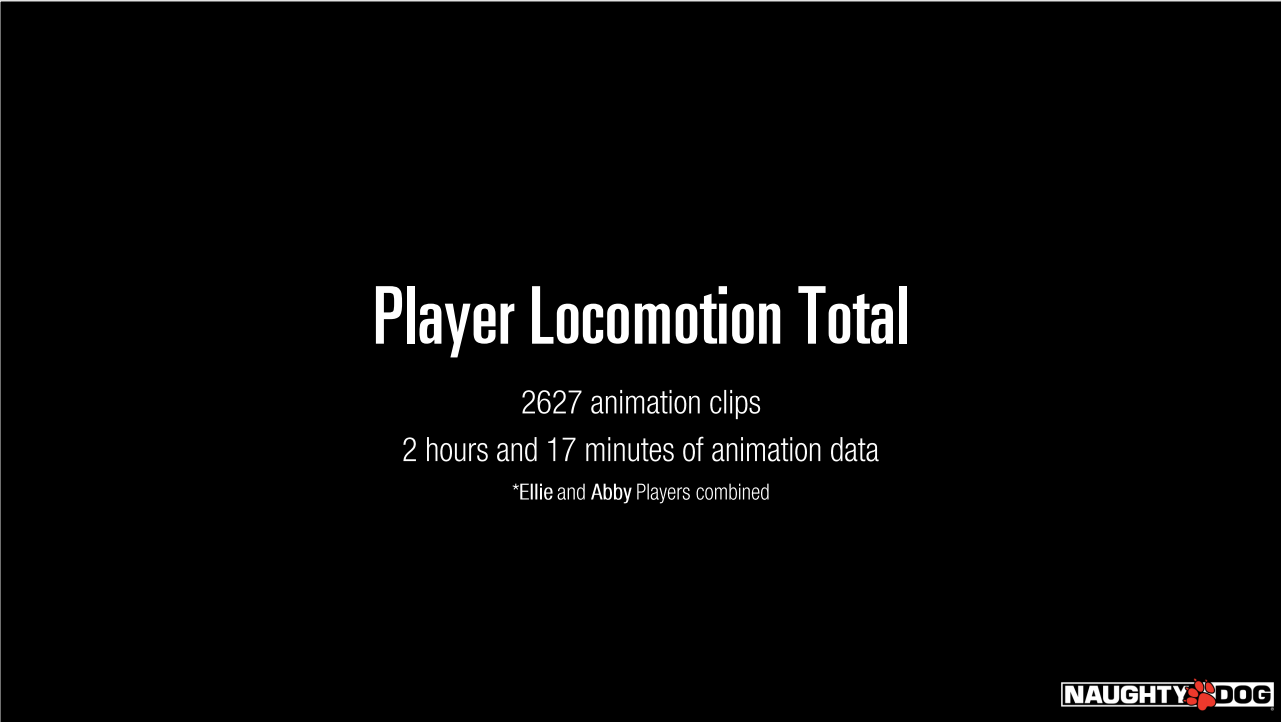 Player Locomotion Total
2627 animation clips
2 hours and 17 minutes of animation data
*Ellie and Abby Players combined
NAUGHTY DOG